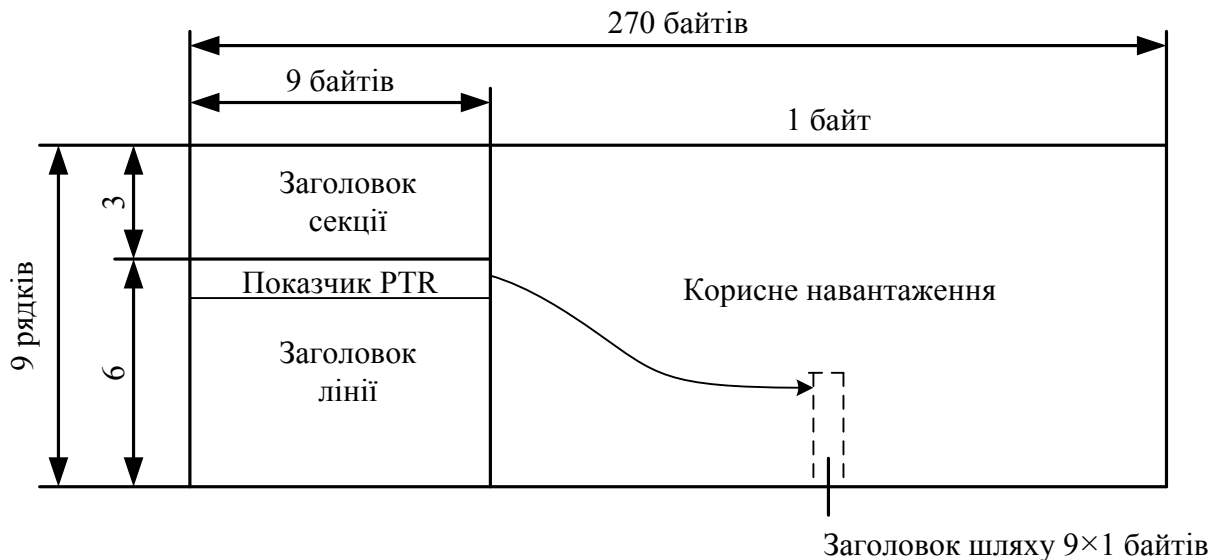 270 байтів
9 байтів
1 байт
Заголовок
секції
3
Показчик PTR
Корисне навантаження
9 рядків
6
Заголовок
лінії
Заголовок шляху 9×1 байтів